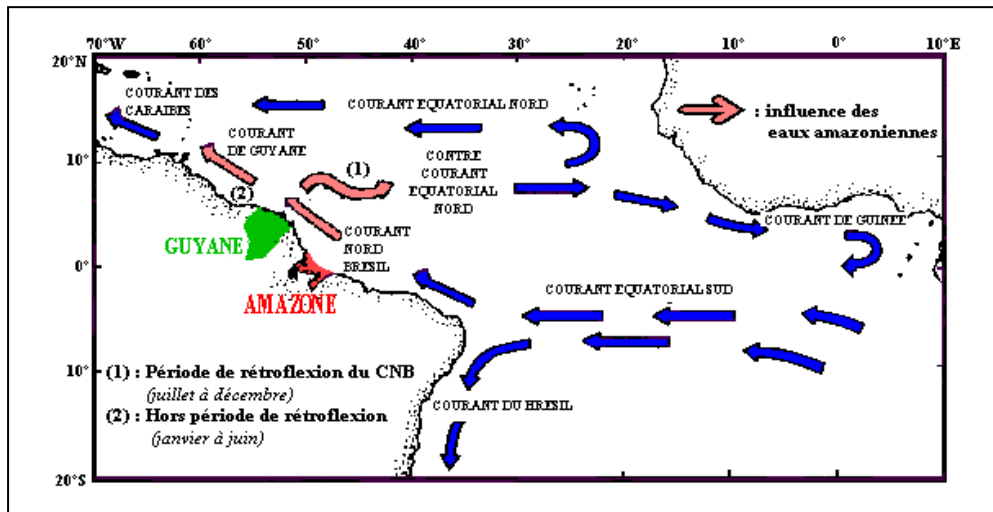 70°W 60° 50° 40° 30° 20° 10° 0° 10°E
20°N
COURANT DES
CARAIBES
COURANT EQUATORIAL NORD
: influence des
eaux amazoniennes
COURANT
DE GUYANE
10°
(1)
CONTRE
COURANT
EQUATORIAL
NORD
(2)
COURANT DE GUINEE
GUYANE
COURANT
NORD
BRESIL
0°
AMAZONE
COURANT EQUATORIAL SUD
(1) : Période de rétroflexion du CNB
(juillet à décembre)
10°
(2) : Hors période de rétroflexion
(janvier à juin)
COURANT DU BRESIL
20°S